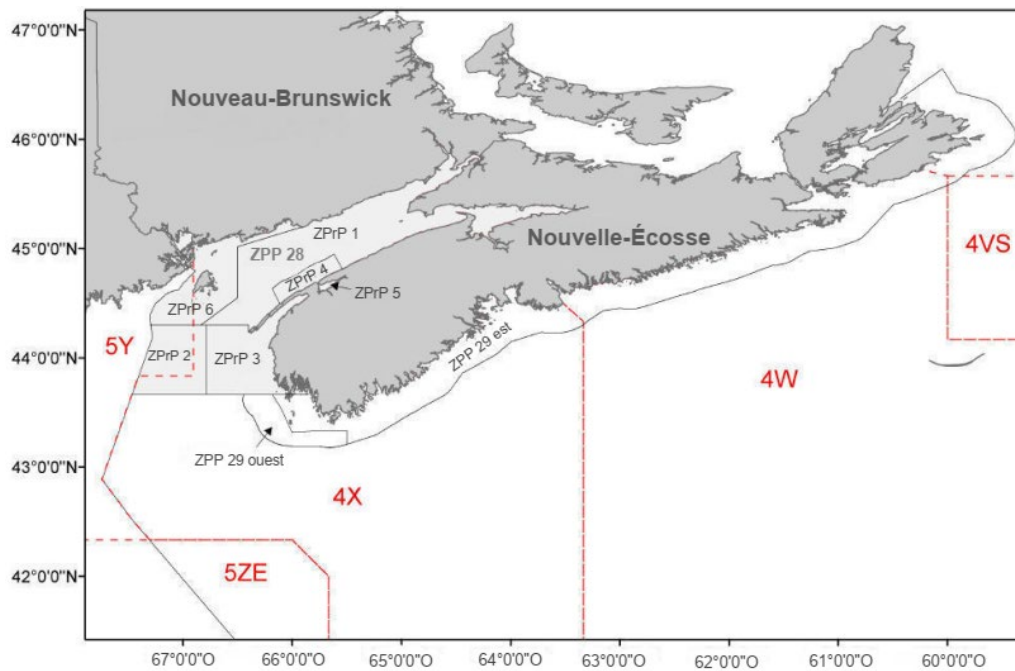 47°0'0"N
46°0'0"N
45°0'0"N
44°0'0"N
43°0'0"N
42°0'0"N
Nouveau-Brunswick
Nouvelle-Écosse
ZPrP 1
ZPP 28
ZPrP 4
ZPrP 5
ZPrP 6
5Y
ZPrP 2
ZPrP 3
ZPP 29 est
4VS
4W
ZPP 29 ouest
4X
5ZE
67°0'0"O
66°0'0"O
65°0'0"O
64°0'0"O
63°0'0"O
62°0'0"O
61°0'0"O
60°0'0"O